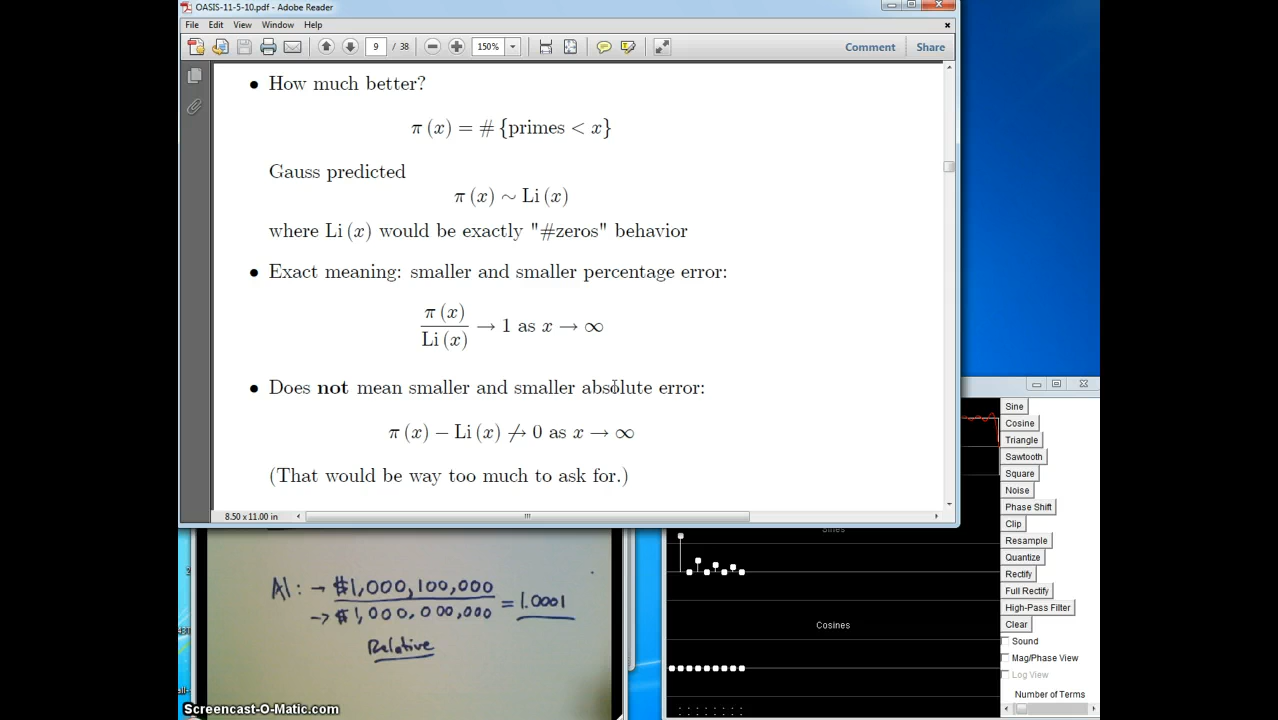 OASIS-11-5-10.pdf - Adobe Reader
File Edit View Window Help
9 / 38 150% Comment Share
• How much better?
π (x) = # {primes < x}
Gauss predicted
π (x) ∼ Li (x)
where Li (x) would be exactly "#zeros" behavior
• Exact meaning: smaller and smaller percentage error:
π (x)
Li (x)
→ 1 as x → ∞
• Does not mean smaller and smaller absolute error:
π (x) − Li (x) ↛ 0 as x → ∞
(That would be way too much to ask for.)
8.50 x 11.00 in
Al: → $1,000,100,000
→ $1,000,000,000
= 1.0001
Relative
Screencast-O-Matic.com
Sines
Cosines
Sine
Cosine
Triangle
Sawtooth
Square
Noise
Phase Shift
Clip
Resample
Quantize
Rectify
Full Rectify
High-Pass Filter
Clear
Sound
Mag/Phase View
Log View
Number of Terms